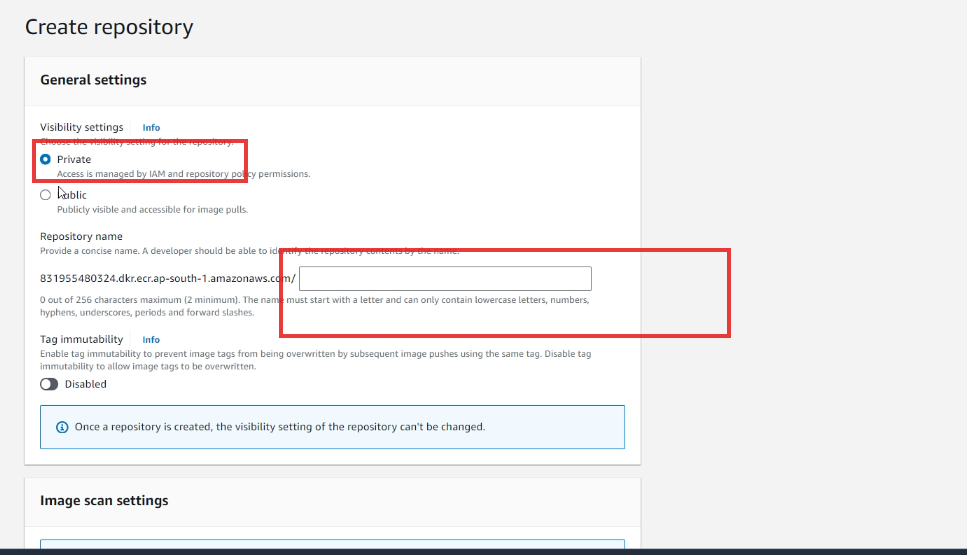 Create repository
General settings
Visibility settings Info
Choose the visibility setting for the repository.
Private
Access is managed by IAM and repository policy permissions.
Public
Publicly visible and accessible for image pulls.
Repository name
Provide a concise name. A developer should be able to identify the repository contents by the name.
831955480324.dkr.ecr.ap-south-1.amazonaws.com/
0 out of 256 characters maximum (2 minimum). The name must start with a letter and can only contain lowercase letters, numbers,
hyphens, underscores, periods and forward slashes.
Tag immutability Info
Enable tag immutability to prevent image tags from being overwritten by subsequent image pushes using the same tag. Disable tag
immutability to allow image tags to be overwritten.
Disabled
Once a repository is created, the visibility setting of the repository can't be changed.
Image scan settings